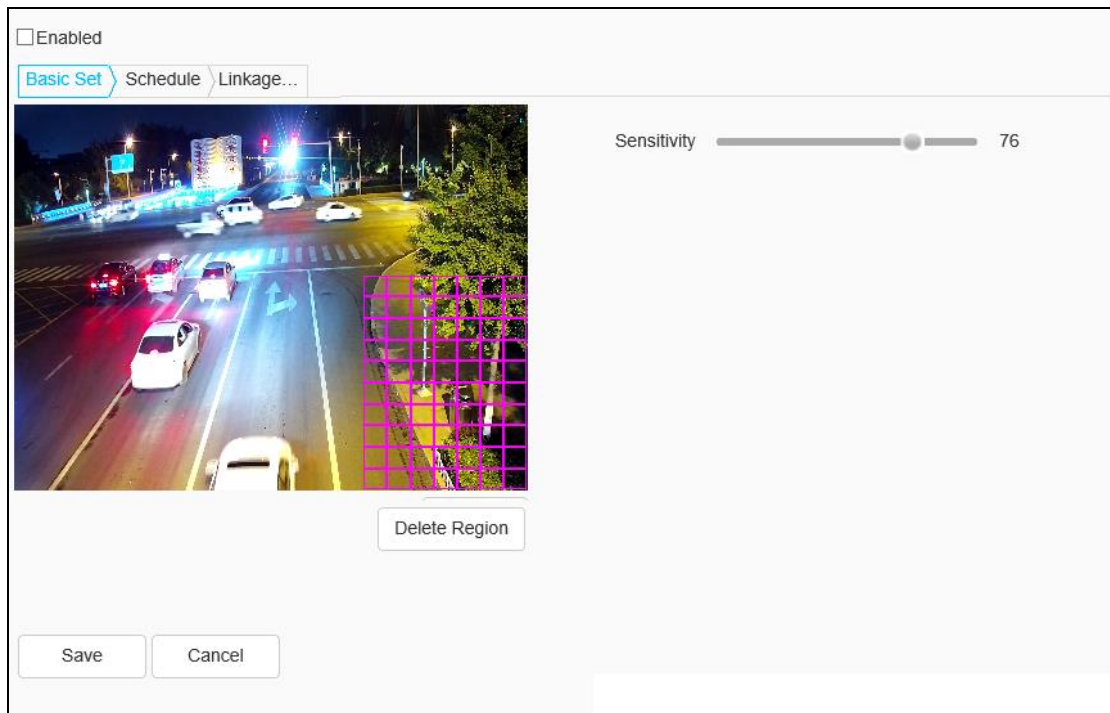 Enabled
Basic Set Schedule Linkage...
Sensitivity 76
Delete Region
Save Cancel